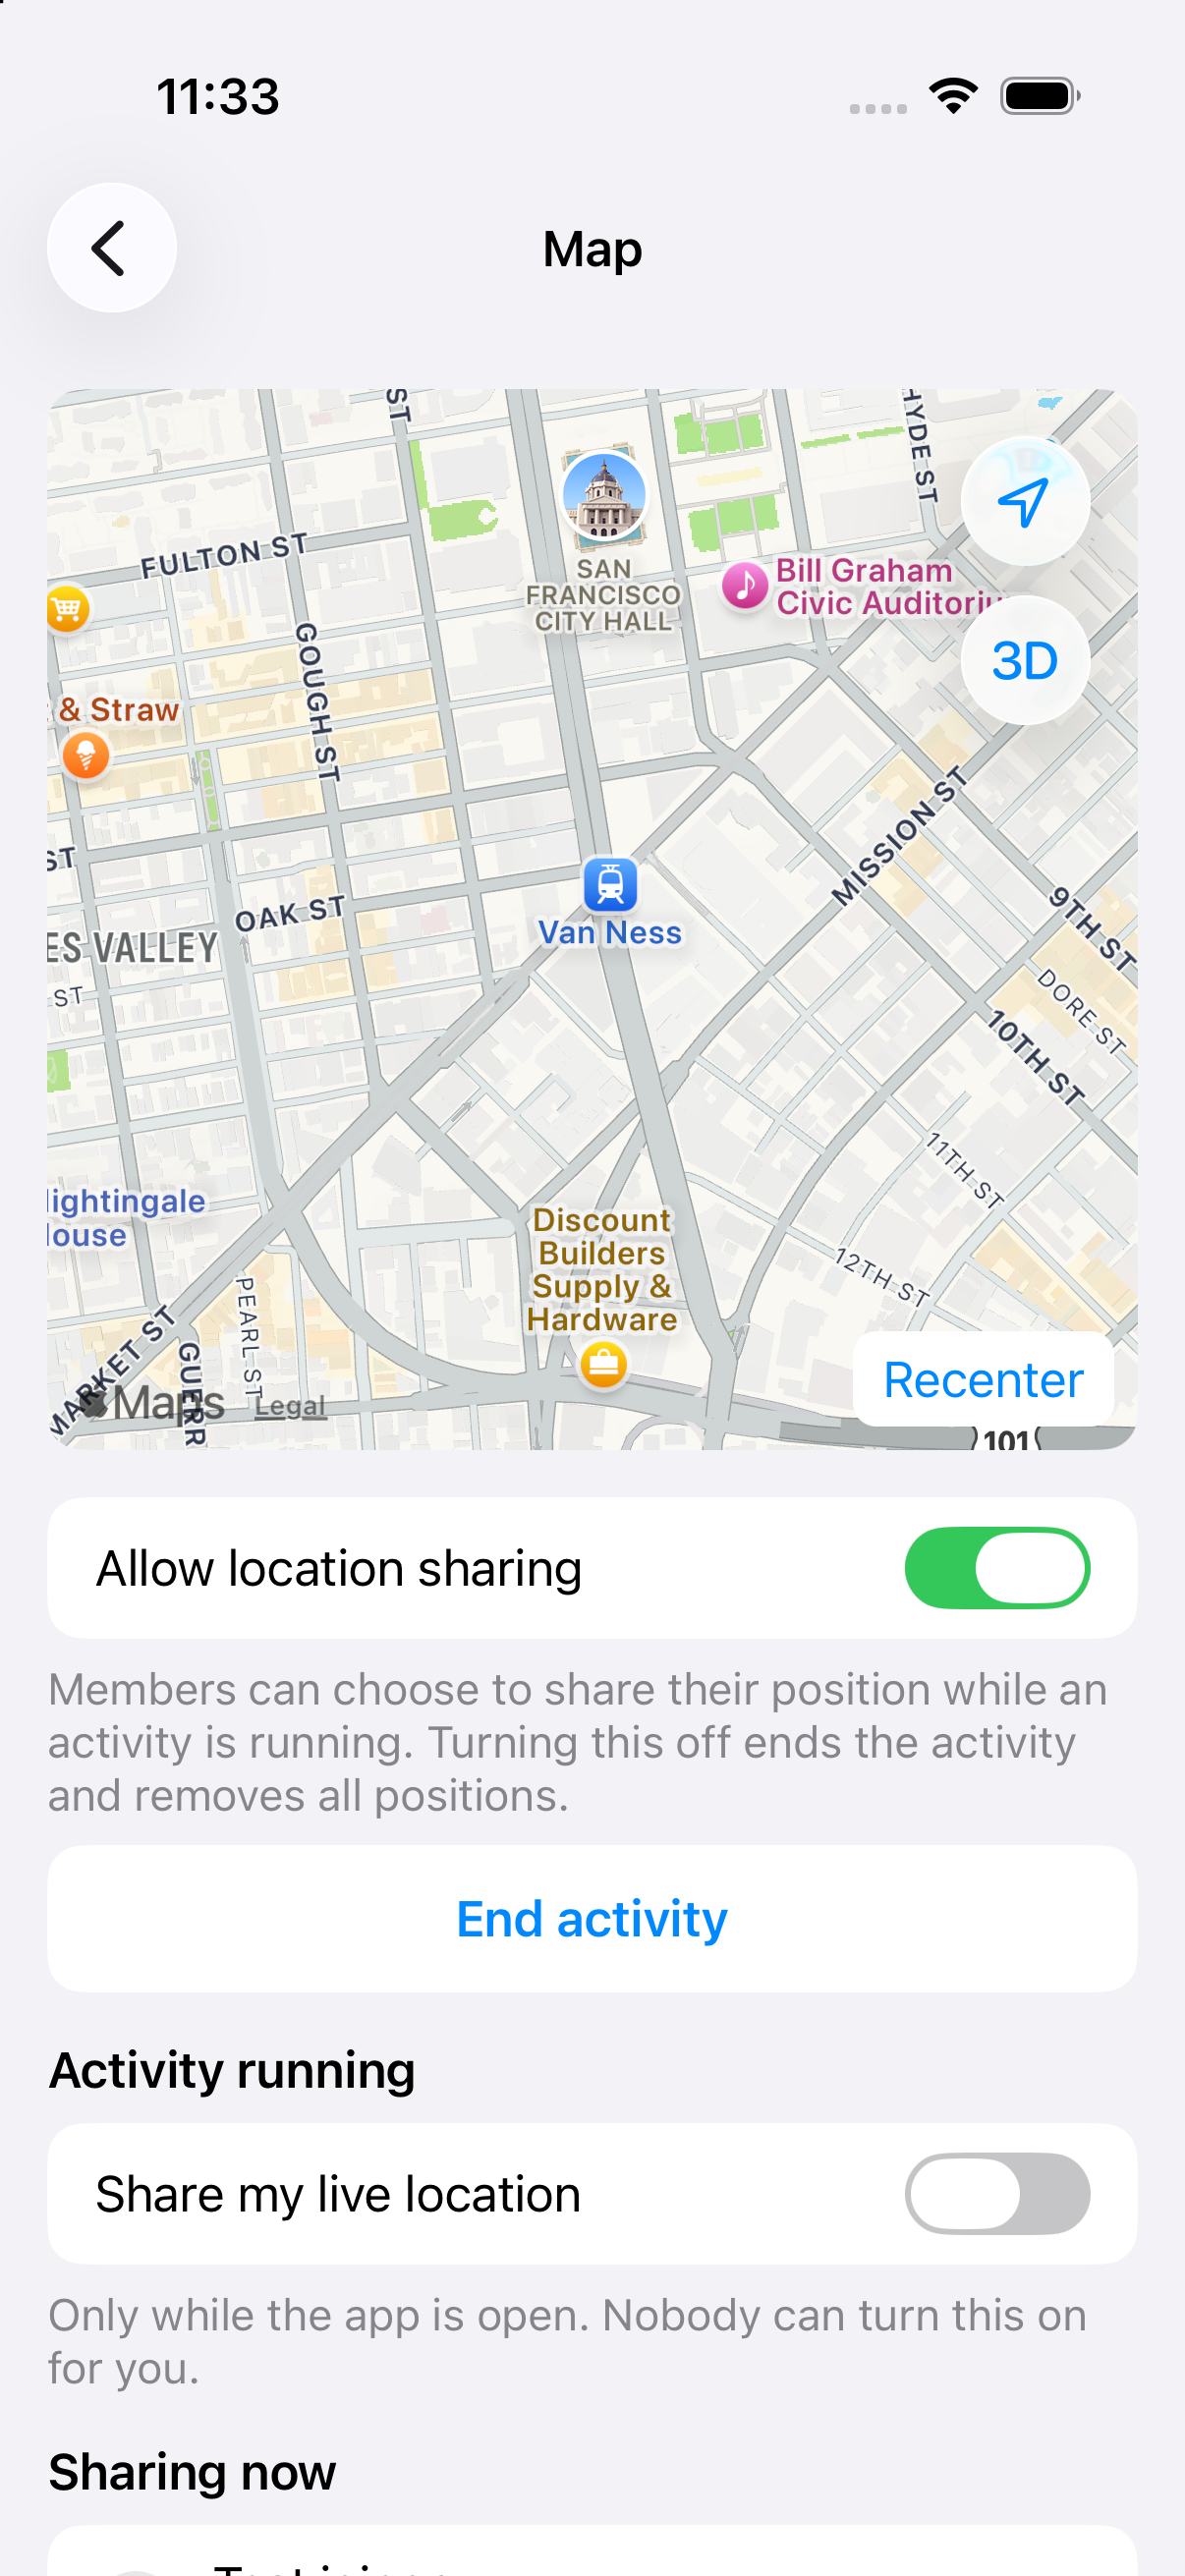 11:33
Map
ST
HYDE ST
FULTON ST
SAN
FRANCISCO
CITY HALL
Bill Graham
Civic Auditoriu
GOUGH ST
3D
& Straw
MISSION ST
ST
OAK ST
9TH ST
Van Ness
ES VALLEY
DORE ST
ST
10TH ST
11TH ST
ightingale
ouse
Discount
Builders
Supply &
Hardware
12TH ST
PEARL ST
MARKET ST
GUERR
Maps
Legal
Recenter
101
Allow location sharing
Members can choose to share their position while an
activity is running. Turning this off ends the activity
and removes all positions.
End activity
Activity running
Share my live location
Only while the app is open. Nobody can turn this on
for you.
Sharing now